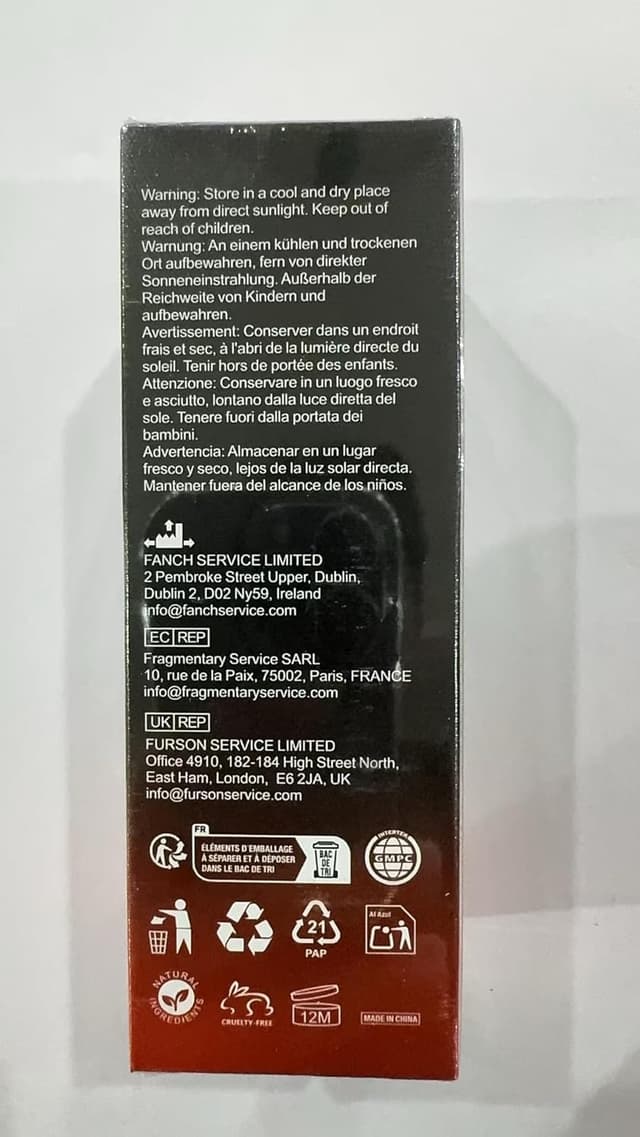 Warning: Store in a cool and dry place
away from direct sunlight. Keep out of
reach of children.
Warnung: An einem kühlen und trockenen
Ort aufbewahren, fern von direkter
Sonneneinstrahlung. Außerhalb der
Reichweite von Kindern und
aufbewahren.
Avertissement: Conserver dans un endroit
frais et sec, à l'abri de la lumière directe du
soleil. Tenir hors de portée des enfants.
Attenzione: Conservare in un luogo fresco
e asciutto, lontano dalla luce diretta del
sole. Tenere fuori dalla portata dei
bambini.
Advertencia: Almacenar en un lugar
fresco y seco, lejos de la luz solar directa.
Mantener fuera del alcance de los niños.
FANCH SERVICE LIMITED
2 Pembroke Street Upper, Dublin,
Dublin 2, D02 Ny59, Ireland
info@fanchservice.com
EC REP
Fragmentary Service SARL
10, rue de la Paix, 75002, Paris, FRANCE
info@fragmentaryservice.com
UK REP
FURSON SERVICE LIMITED
Office 4910, 182-184 High Street North,
East Ham, London, E6 2JA, UK
info@fursonservice.com
FR
ÉLÉMENTS D'EMBALLAGE
À SÉPARER ET À DÉPOSER
DANS LE BAC DE TRI
BAC
DE
TRI
INTERTEK
GMPC
21
PAP
Al Azul
NATURAL
INGREDIENTS
CRUELTY-FREE
12M
MADE IN CHINA